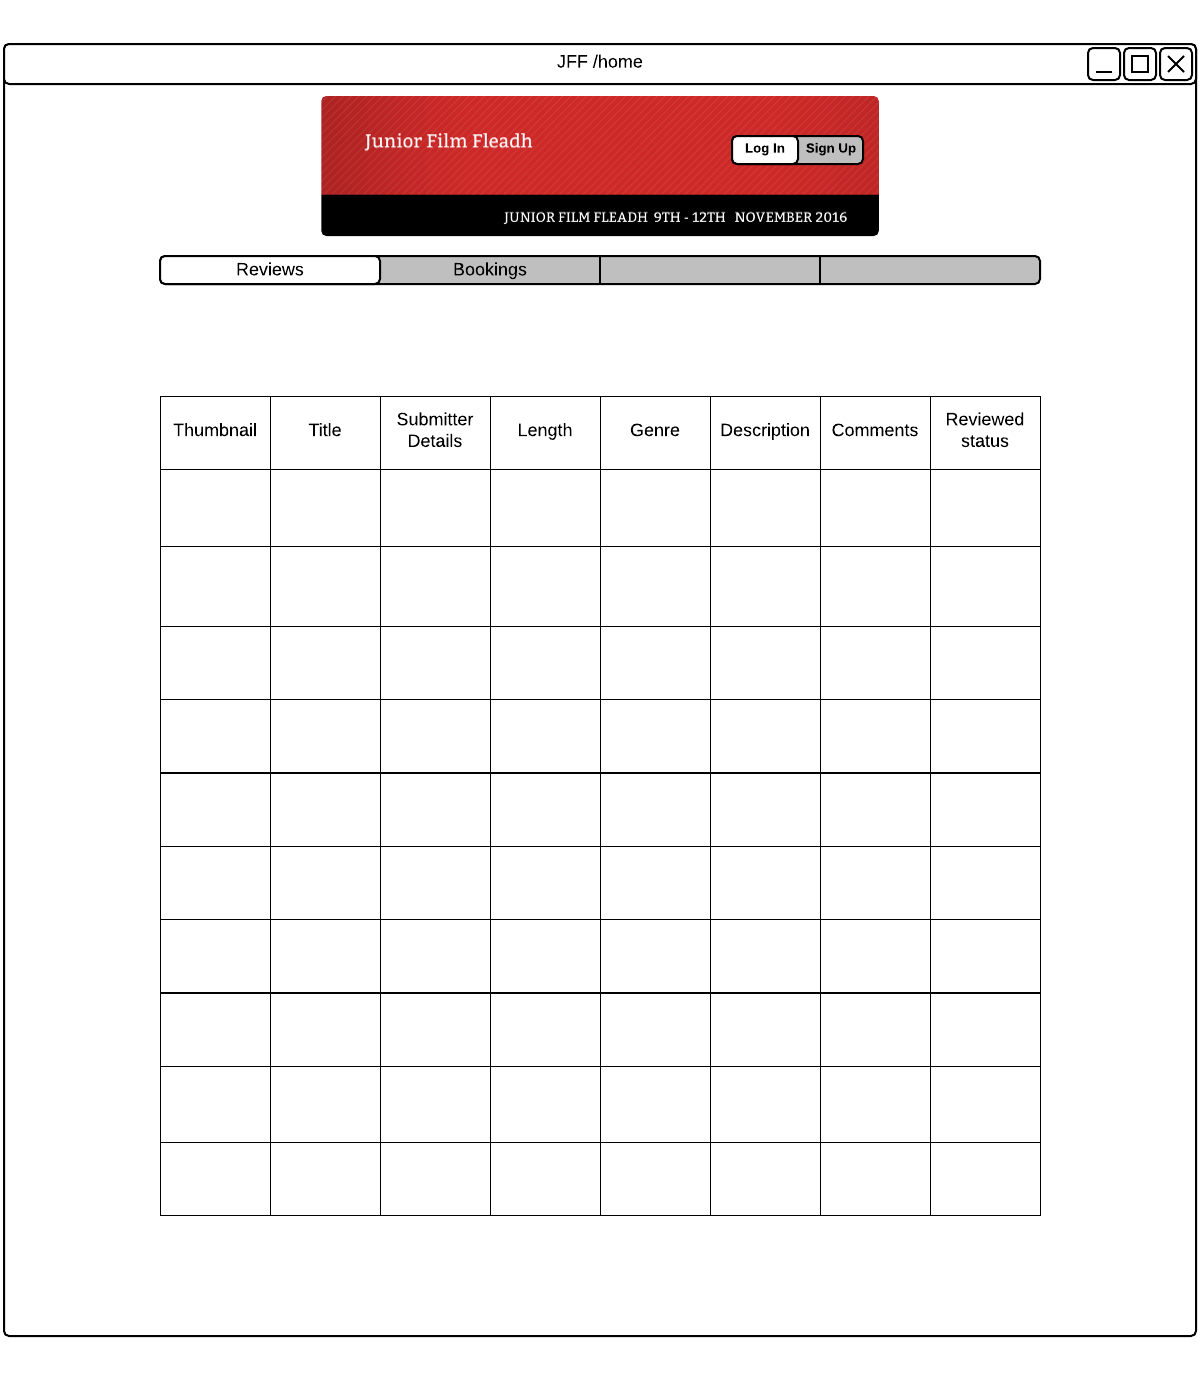 JFF /home
Junior Film Fleadh
Log In
Sign Up
JUNIOR FILM FLEADH 9TH - 12TH NOVEMBER 2016
Reviews
Bookings
Thumbnail
Title
Submitter
Details
Length
Genre
Description
Comments
Reviewed
status